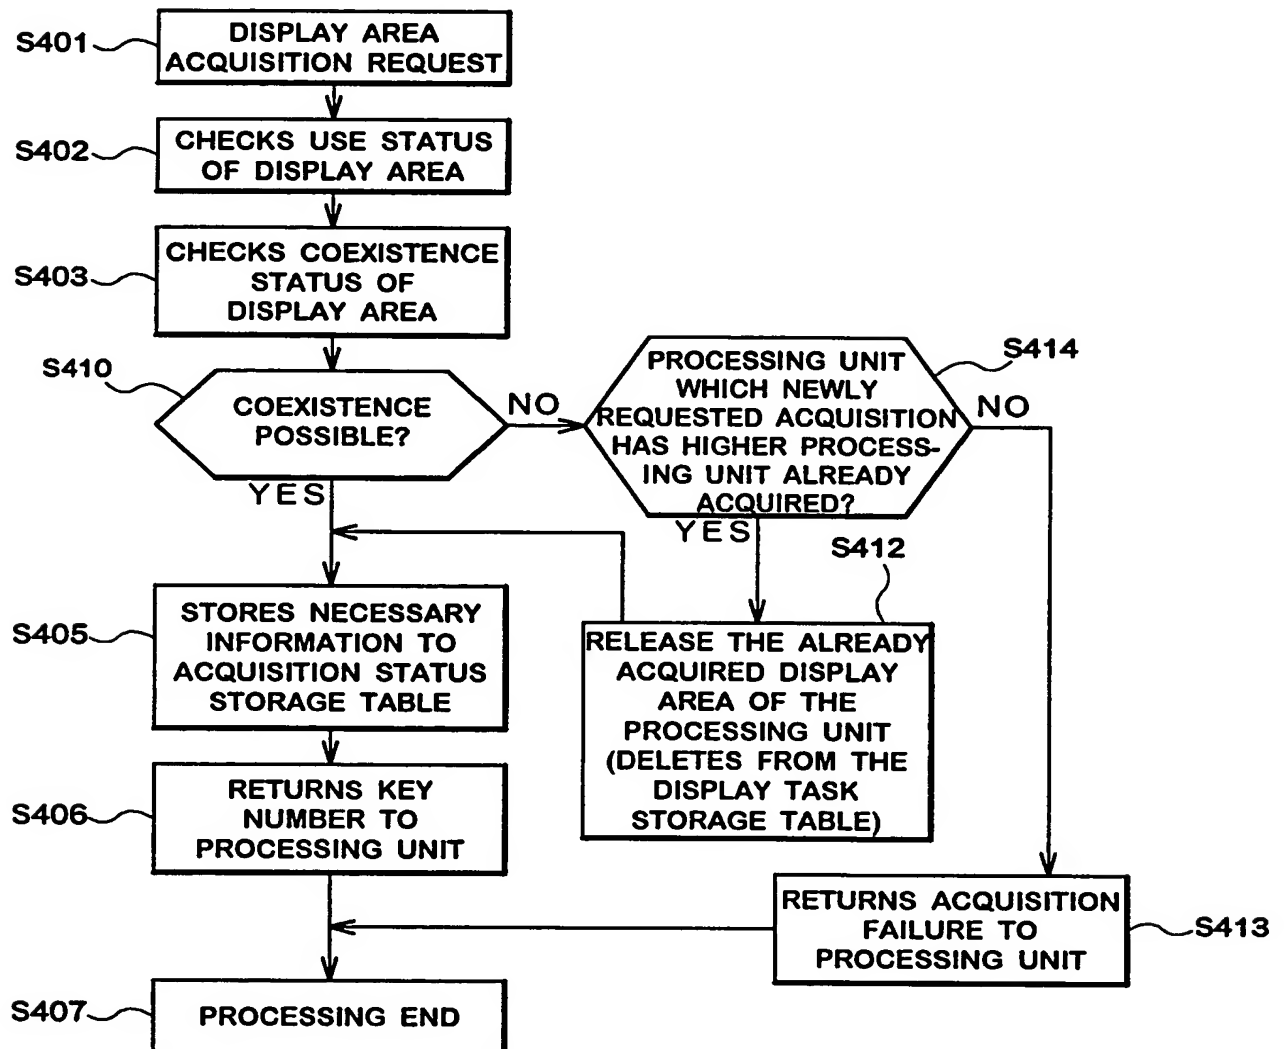 S401
DISPLAY AREA
ACQUISITION REQUEST
S402
CHECKS USE STATUS
OF DISPLAY AREA
S403
CHECKS COEXISTENCE
STATUS OF
DISPLAY AREA
S410
COEXISTENCE
POSSIBLE?
NO
YES
S414
PROCESSING UNIT
WHICH NEWLY
REQUESTED ACQUISITION
HAS HIGHER PROCESS-
ING UNIT ALREADY
ACQUIRED?
NO
YES
S412
RELEASE THE ALREADY
ACQUIRED DISPLAY
AREA OF THE
PROCESSING UNIT
(DELETES FROM THE
DISPLAY TASK
STORAGE TABLE)
S405
STORES NECESSARY
INFORMATION TO
ACQUISITION STATUS
STORAGE TABLE
S406
RETURNS KEY
NUMBER TO
PROCESSING UNIT
RETURNS ACQUISITION
FAILURE TO
PROCESSING UNIT
S413
S407
PROCESSING END